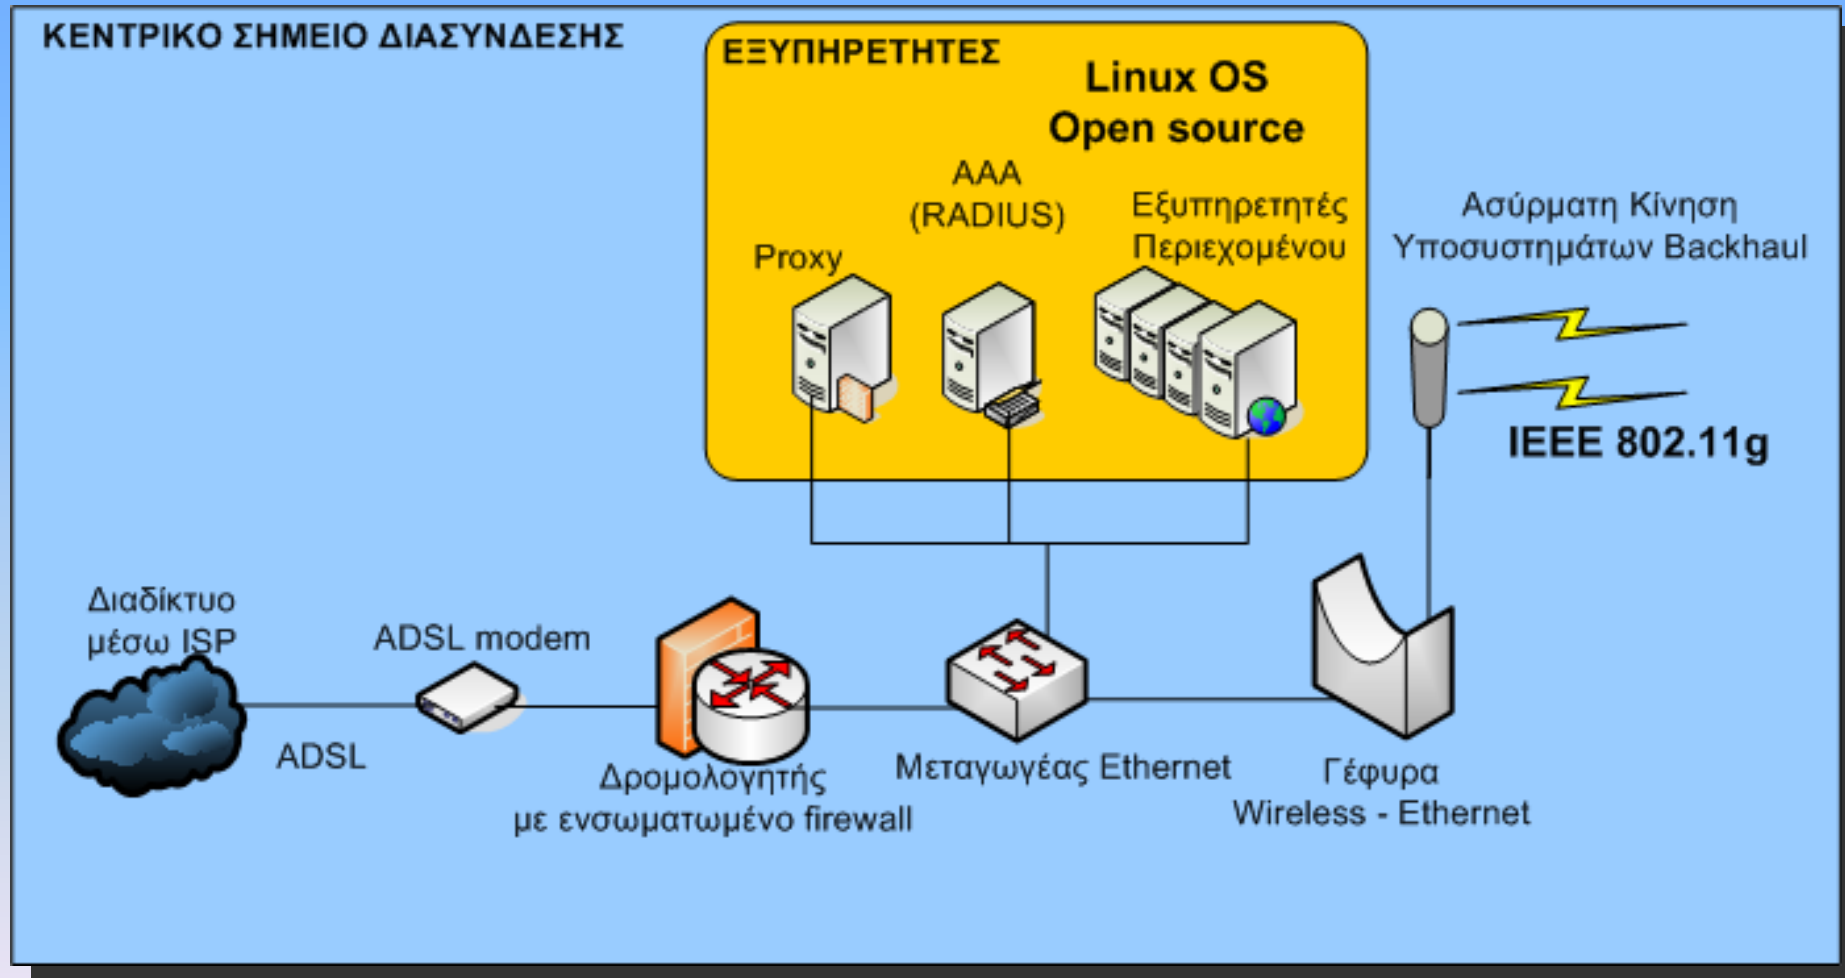 ΚΕΝΤΡΙΚΟ ΣΗΜΕΙΟ ΔΙΑΣΥΝΔΕΣΗΣ
ΕΞΥΠΗΡΕΤΗΤΕΣ
Linux OS
Open source
AAA
(RADIUS)
Proxy
Εξυπηρετητές
Περιεχομένου
Ασύρματη Κίνηση
Υποσυστημάτων Backhaul
IEEE 802.11g
Διαδίκτυο
μέσω ISP
ADSL
ADSL modem
Δρομολογητής
με ενσωματωμένο firewall
Μεταγωγέας Ethernet
Γέφυρα
Wireless - Ethernet